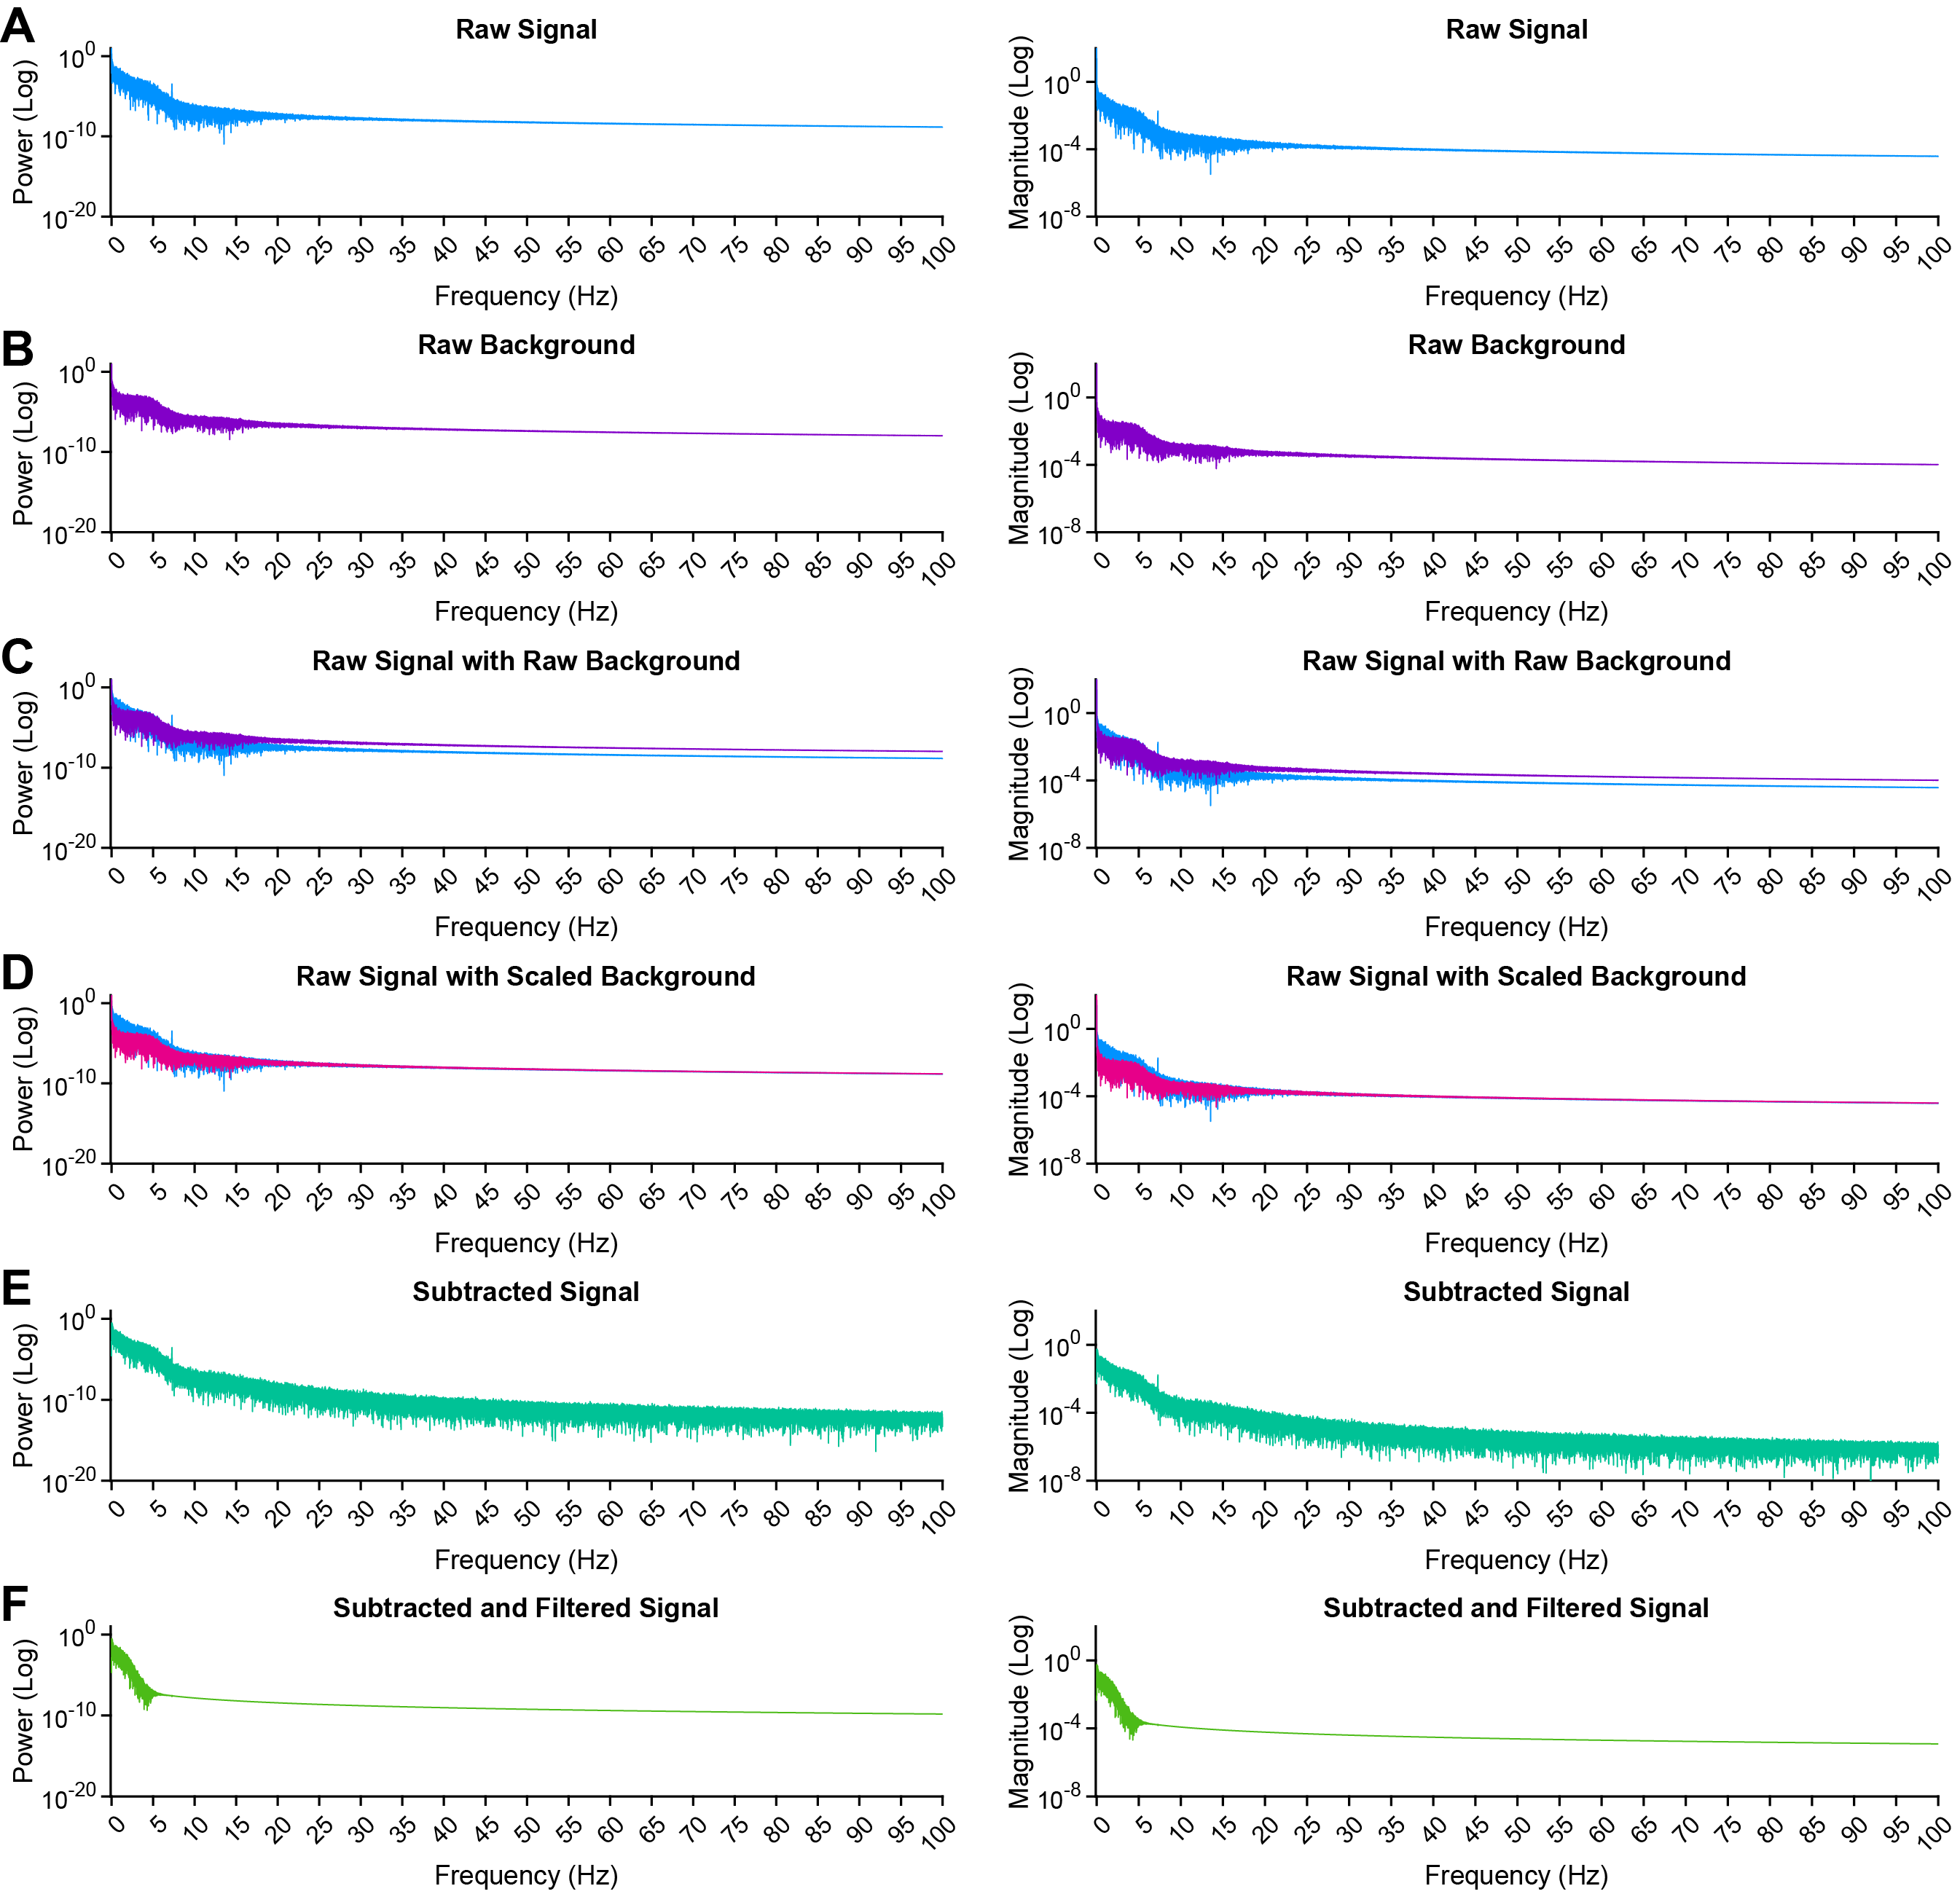 A
Raw Signal
Power (Log)
10^0
10^-10
10^-20
0 5 10 15 20 25 30 35 40 45 50 55 60 65 70 75 80 85 90 95 100
Frequency (Hz)
Raw Signal
Magnitude (Log)
10^0
10^-4
10^-8
0 5 10 15 20 25 30 35 40 45 50 55 60 65 70 75 80 85 90 95 100
Frequency (Hz)
B
Raw Background
Power (Log)
10^0
10^-10
10^-20
0 5 10 15 20 25 30 35 40 45 50 55 60 65 70 75 80 85 90 95 100
Frequency (Hz)
Raw Background
Magnitude (Log)
10^0
10^-4
10^-8
0 5 10 15 20 25 30 35 40 45 50 55 60 65 70 75 80 85 90 95 100
Frequency (Hz)
C
Raw Signal with Raw Background
Power (Log)
10^0
10^-10
10^-20
0 5 10 15 20 25 30 35 40 45 50 55 60 65 70 75 80 85 90 95 100
Frequency (Hz)
Raw Signal with Raw Background
Magnitude (Log)
10^0
10^-4
10^-8
0 5 10 15 20 25 30 35 40 45 50 55 60 65 70 75 80 85 90 95 100
Frequency (Hz)
D
Raw Signal with Scaled Background
Power (Log)
10^0
10^-10
10^-20
0 5 10 15 20 25 30 35 40 45 50 55 60 65 70 75 80 85 90 95 100
Frequency (Hz)
Raw Signal with Scaled Background
Magnitude (Log)
10^0
10^-4
10^-8
0 5 10 15 20 25 30 35 40 45 50 55 60 65 70 75 80 85 90 95 100
Frequency (Hz)
E
Subtracted Signal
Power (Log)
10^0
10^-10
10^-20
0 5 10 15 20 25 30 35 40 45 50 55 60 65 70 75 80 85 90 95 100
Frequency (Hz)
Subtracted Signal
Magnitude (Log)
10^0
10^-4
10^-8
0 5 10 15 20 25 30 35 40 45 50 55 60 65 70 75 80 85 90 95 100
Frequency (Hz)
F
Subtracted and Filtered Signal
Power (Log)
10^0
10^-10
10^-20
0 5 10 15 20 25 30 35 40 45 50 55 60 65 70 75 80 85 90 95 100
Frequency (Hz)
Subtracted and Filtered Signal
Magnitude (Log)
10^0
10^-4
10^-8
0 5 10 15 20 25 30 35 40 45 50 55 60 65 70 75 80 85 90 95 100
Frequency (Hz)